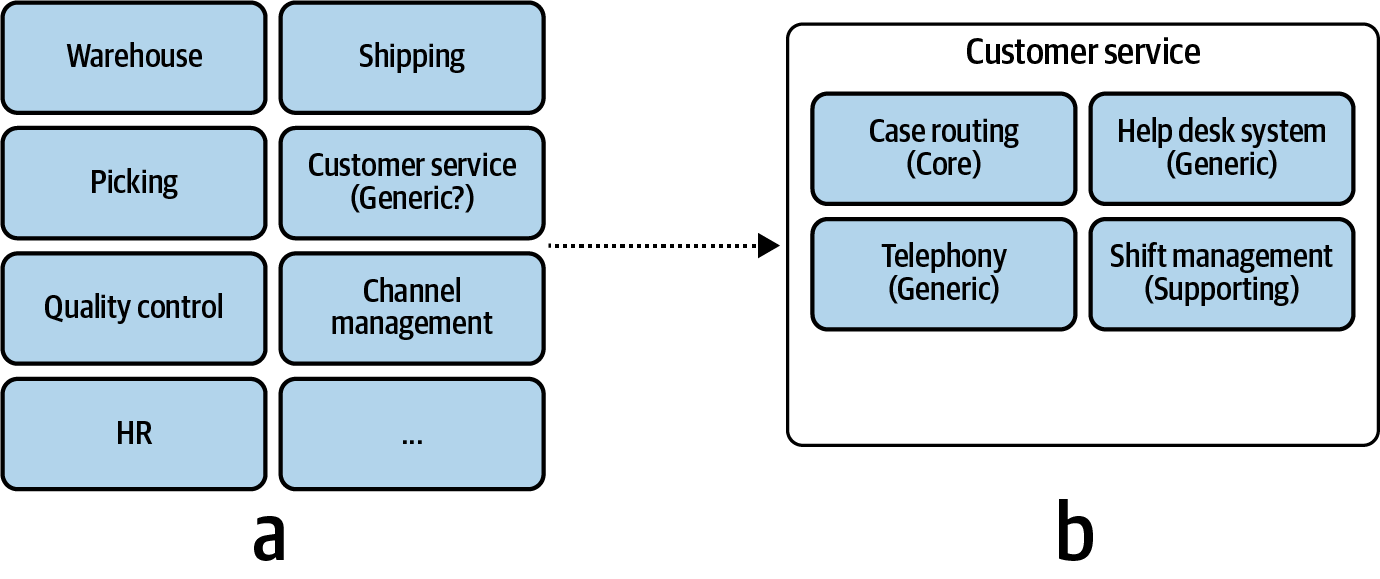 Warehouse
Shipping
Picking
Customer service
(Generic?)
Quality control
Channel
management
HR
...
a
Customer service
Case routing
(Core)
Help desk system
(Generic)
Telephony
(Generic)
Shift management
(Supporting)
b